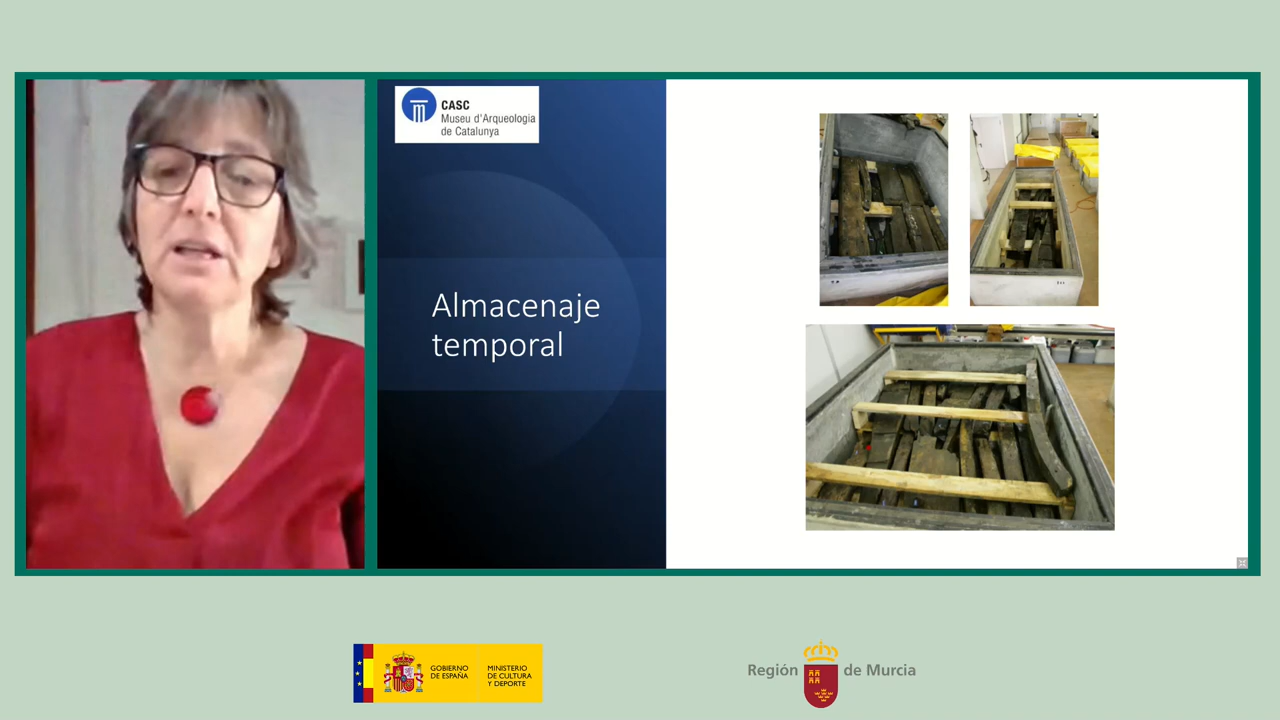 CASC
Museu d'Arqueologia
de Catalunya
Almacenaje
temporal
GOBIERNO
DE ESPAÑA
MINISTERIO
DE CULTURA
Y DEPORTE
Región de Murcia